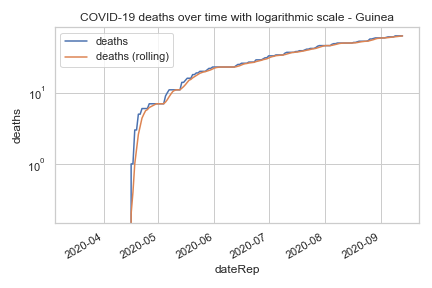 COVID-19 deaths over time with logarithmic scale - Guinea
deaths
deaths (rolling)
10¹
10⁰
deaths
2020-04
2020-05
2020-06
2020-07
2020-08
2020-09
dateRep